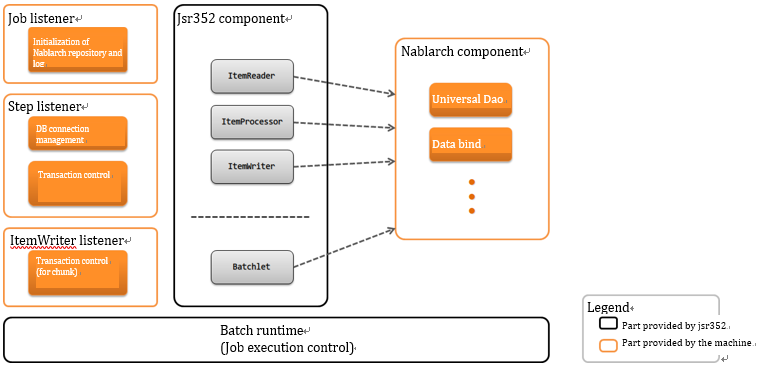 Job listener
Initialization of
Nablarch repository and
log
Step listener
DB connection
management
Transaction control
ItemWriter listener
Transaction control
(for chunk)
Jsr352 component
ItemReader
ItemProcessor
ItemWriter
Batchlet
Nablarch component
Universal Dao
Data bind
Batch runtime
(Job execution control)
Legend
Part provided by jsr352
Part provided by the machine